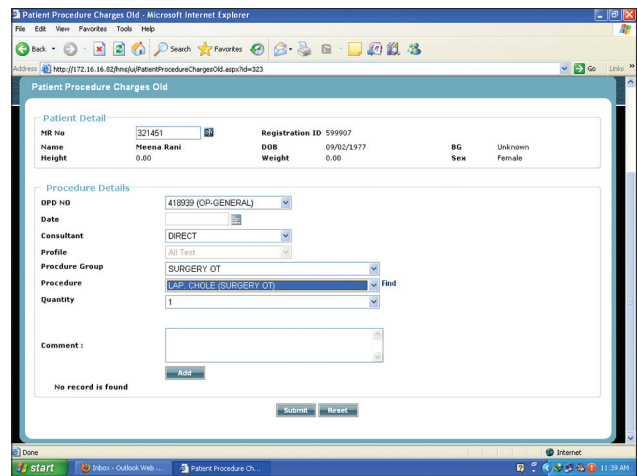 Patient Procedure Charges Old - Microsoft Internet Explorer
File Edit View Favorites Tools Help
Back Search Favorites
Address http://172.16.16.82/hms/ui/PatientProcedureChargesOld.aspx?id=323 Go Links »
Patient Procedure Charges Old
Patient Detail
MR No 321451 Registration ID 599907
Name Meena Rani DOB 09/02/1977 BG Unknown
Height 0.00 Weight 0.00 Sex Female
Procedure Details
OPD NO 418939 (OP-GENERAL)
Date
Consultant DIRECT
Profile All Test
Procdure Group SURGERY OT
Procedure LAP. CHOLE (SURGERY OT) Find
Quantity 1
Comment :
Add
No record is found
Submit Reset
Done Internet
start Inbox - Outlook Web ... Patient Procedure Ch... 11:39 AM